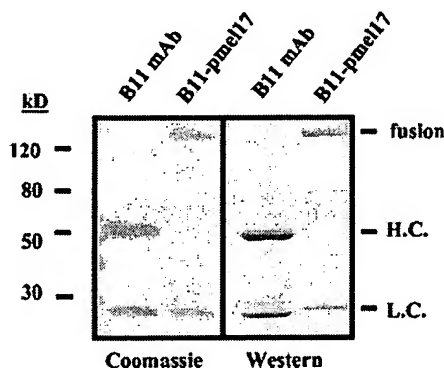 B11 mAb
B11-pmel17
B11 mAb
B11-pmel17
kD
120
80
50
30
fusion
H.C.
L.C.
Coomassie
Western